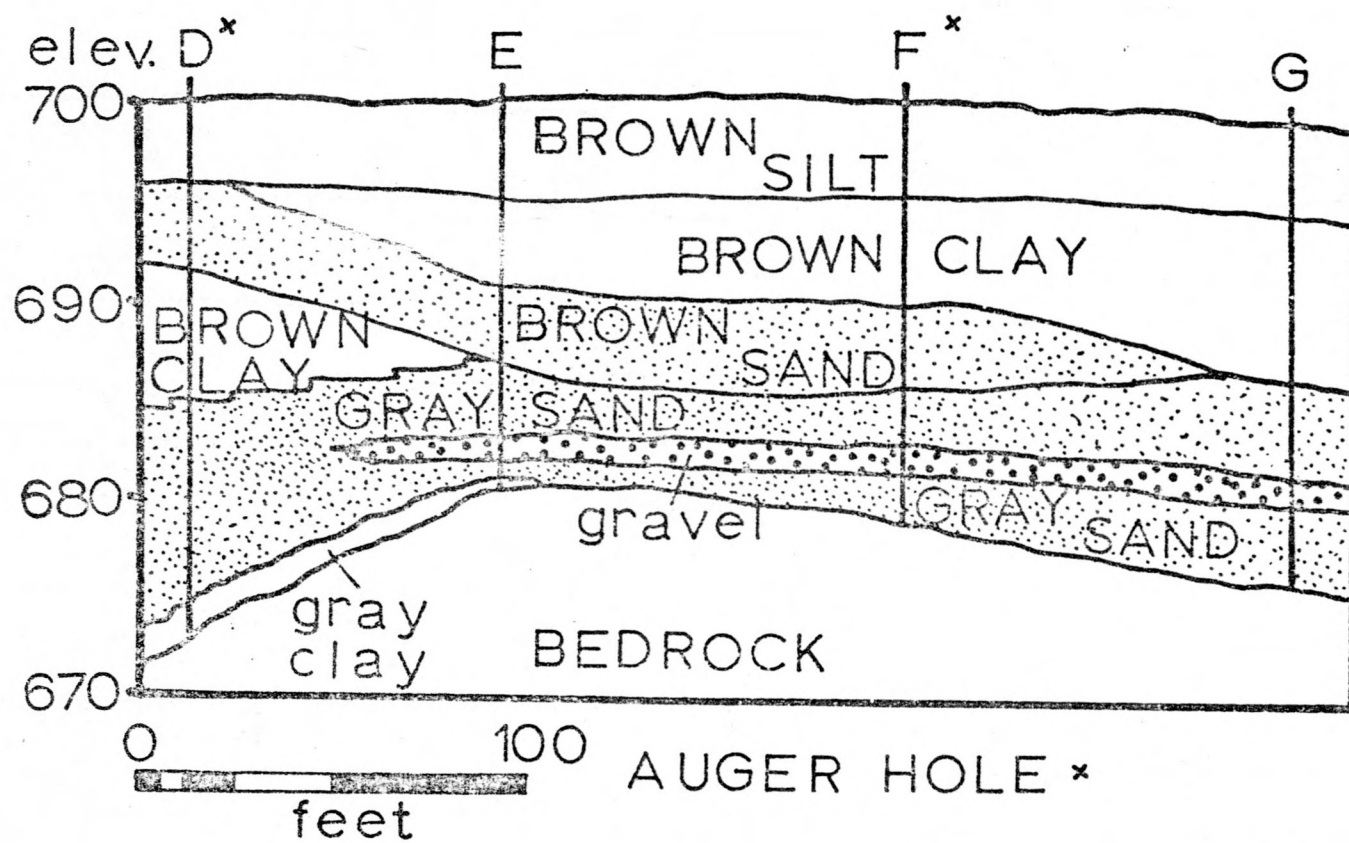 elev. D x E F x G
700
BROWN SILT
BROWN CLAY
690
BROWN CLAY
BROWN SAND
GRAY SAND
680
gravel
GRAY SAND
gray clay
BEDROCK
670
0 100
feet
AUGER HOLE x